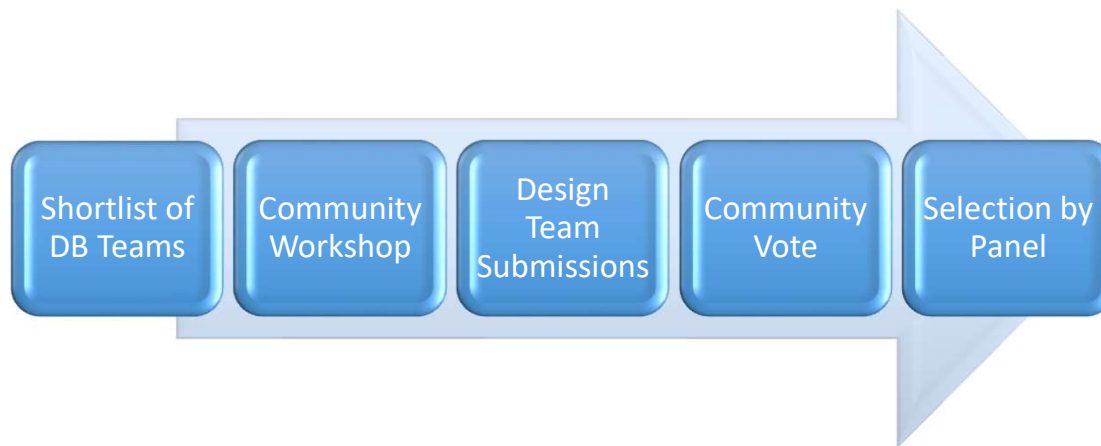 Shortlist of
DB Teams
Community
Workshop
Design
Team
Submissions
Community
Vote
Selection by
Panel